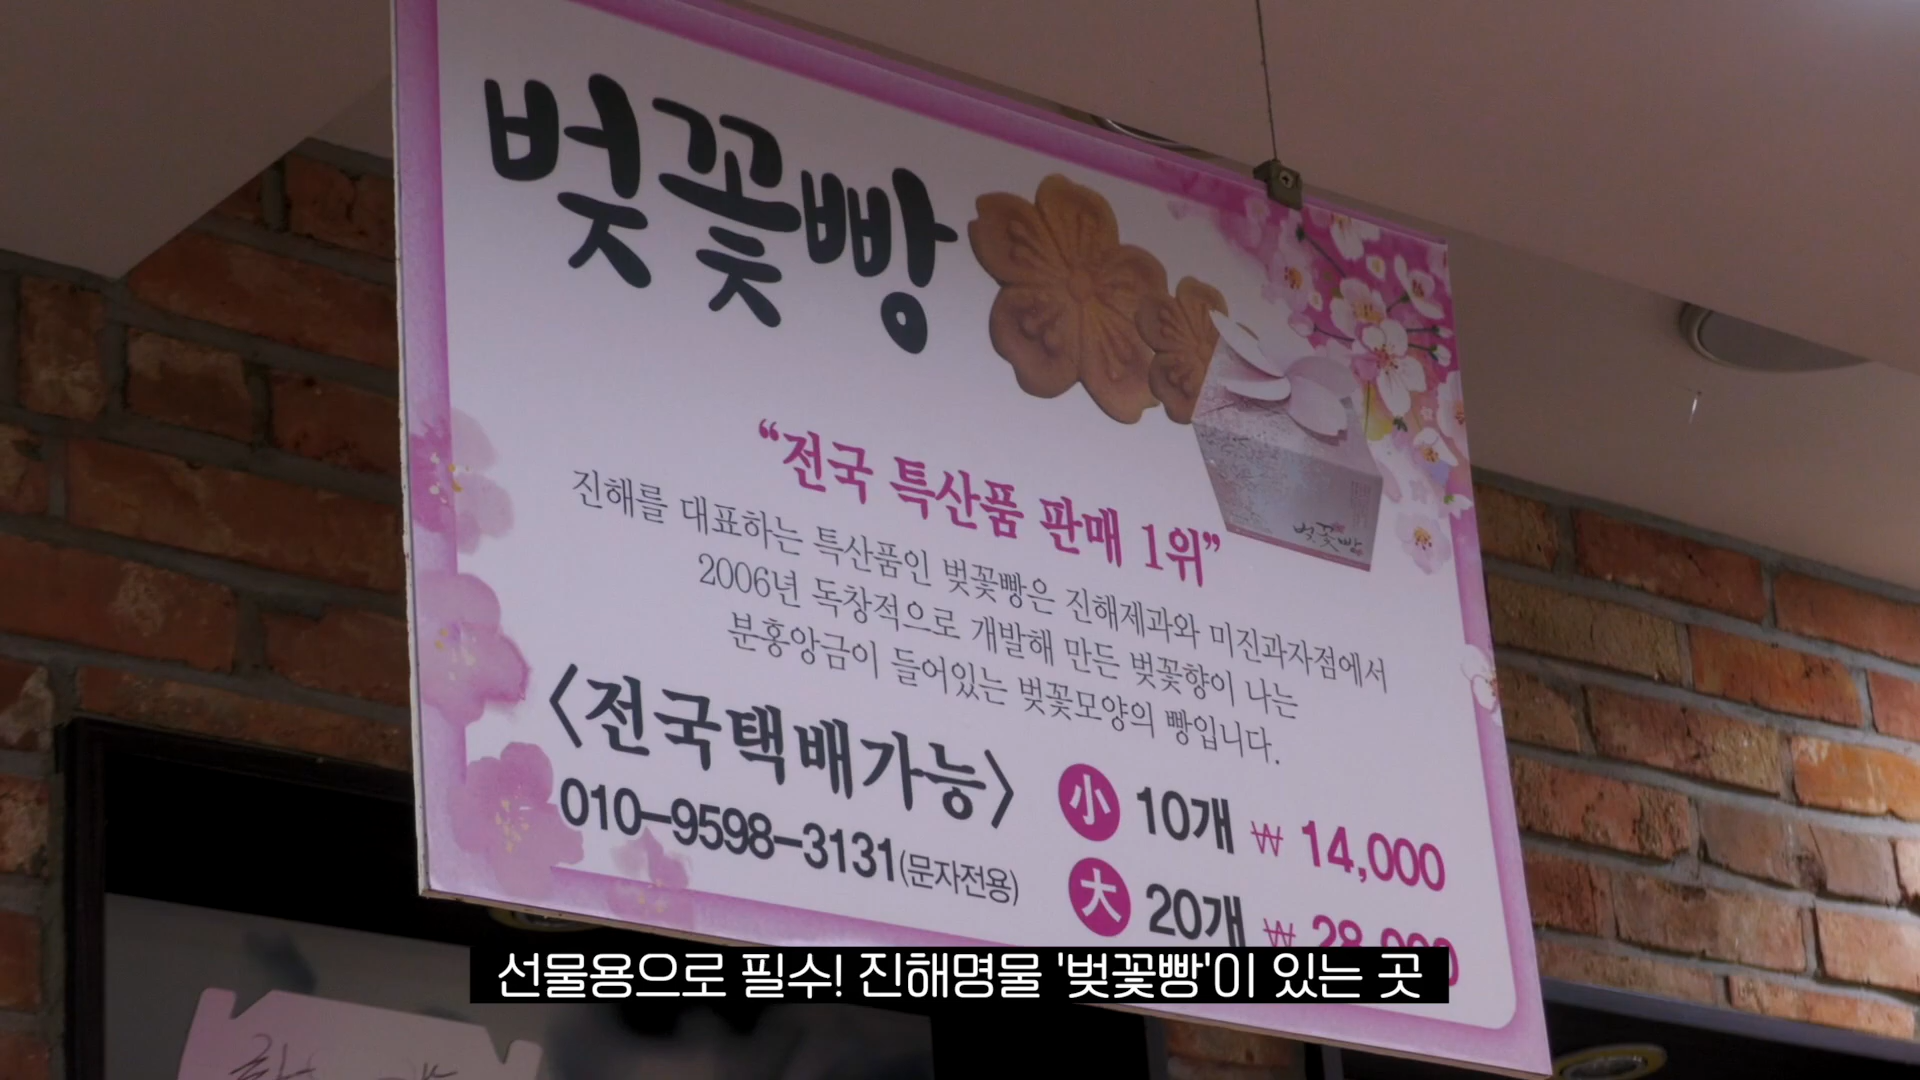 벚꽃빵
벚꽃빵
“전국 특산품 판매 1위”
진해를 대표하는 특산품인 벚꽃빵은 진해제과와 미진과자점에서
2006년 독창적으로 개발해 만든 벚꽃향이 나는
분홍앙금이 들어있는 벚꽃모양의 빵입니다.
<전국택배가능>
010-9598-3131(문자전용)
小 10개 ₩ 14,000
大 20개 ₩ 28,000
선물용으로 필수! 진해명물 '벚꽃빵'이 있는 곳